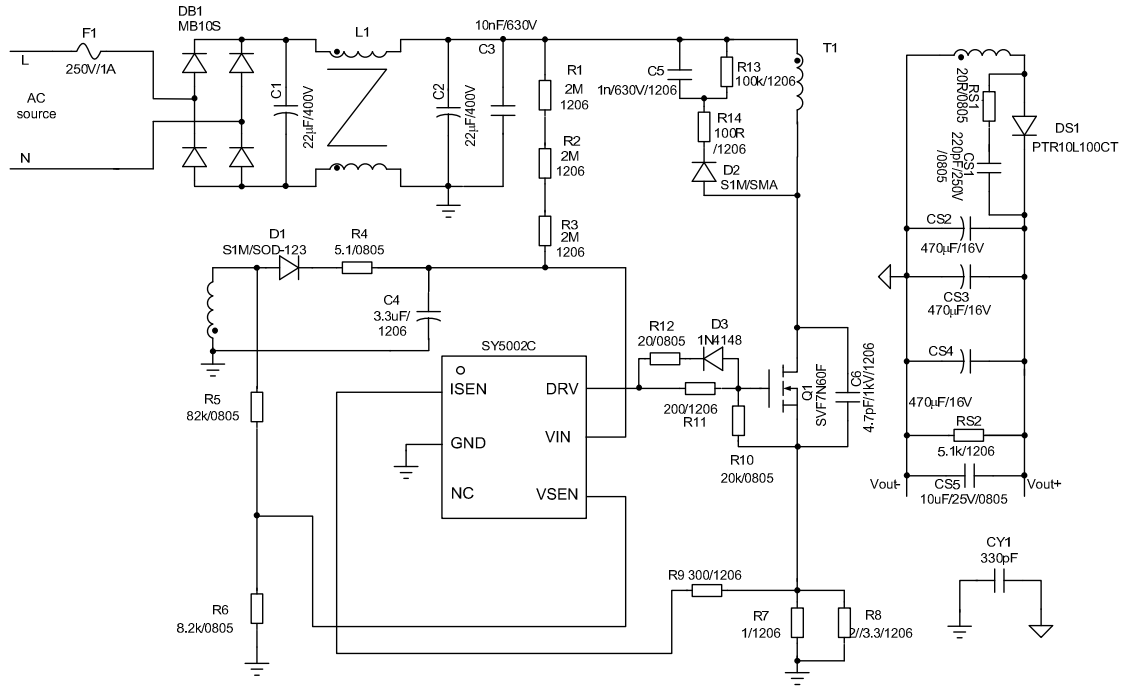 DB1
MB10S
F1
L
250V/1A
AC
source
N
C1
22µF/400V
L1
C2
22µF/400V
10nF/630V
C3
R1
2M
1206
R2
2M
1206
R3
2M
1206
C5
1n/630V/1206
R13
100k/1206
R14
100R
/1206
D2
S1M/SMA
T1
20R/0805
RS1
220pF/250V
/0805
CS1
DS1
PTR10L100CT
CS2
470µF/16V
CS3
470µF/16V
CS4
470µF/16V
RS2
5.1k/1206
Vout-
CS5
Vout+
10uF/25V/0805
D1
S1M/SOD-123
R4
5.1/0805
C4
3.3uF/
1206
R5
82k/0805
R6
8.2k/0805
SY5002C
ISEN
GND
NC
DRV
VIN
VSEN
R12
20/0805
D3
1N4148
200/1206
R11
R10
20k/0805
Q1
SVF7N60F
C6
4.7pF/1kV/1206
R9 300/1206
R7
1/1206
R8
2//3.3/1206
CY1
330pF